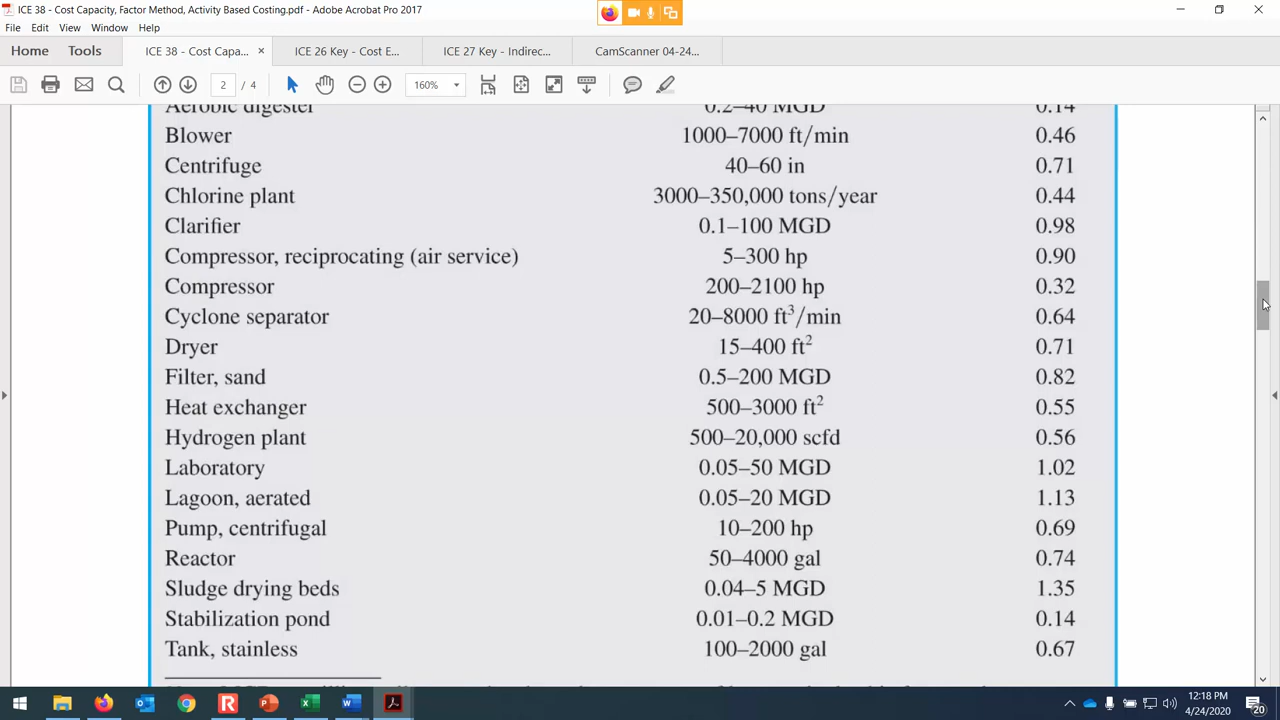 ICE 38 - Cost Capacity, Factor Method, Activity Based Costing.pdf - Adobe Acrobat Pro 2017
File Edit View Window Help
Home Tools ICE 38 - Cost Capa... × ICE 26 Key - Cost E... ICE 27 Key - Indirec... CamScanner 04-24...
2 / 4 160%
Aerobic digester 0.2–40 MGD 0.14
Blower 1000–7000 ft/min 0.46
Centrifuge 40–60 in 0.71
Chlorine plant 3000–350,000 tons/year 0.44
Clarifier 0.1–100 MGD 0.98
Compressor, reciprocating (air service) 5–300 hp 0.90
Compressor 200–2100 hp 0.32
Cyclone separator 20–8000 ft³/min 0.64
Dryer 15–400 ft² 0.71
Filter, sand 0.5–200 MGD 0.82
Heat exchanger 500–3000 ft² 0.55
Hydrogen plant 500–20,000 scfd 0.56
Laboratory 0.05–50 MGD 1.02
Lagoon, aerated 0.05–20 MGD 1.13
Pump, centrifugal 10–200 hp 0.69
Reactor 50–4000 gal 0.74
Sludge drying beds 0.04–5 MGD 1.35
Stabilization pond 0.01–0.2 MGD 0.14
Tank, stainless 100–2000 gal 0.67
12:18 PM
4/24/2020
20